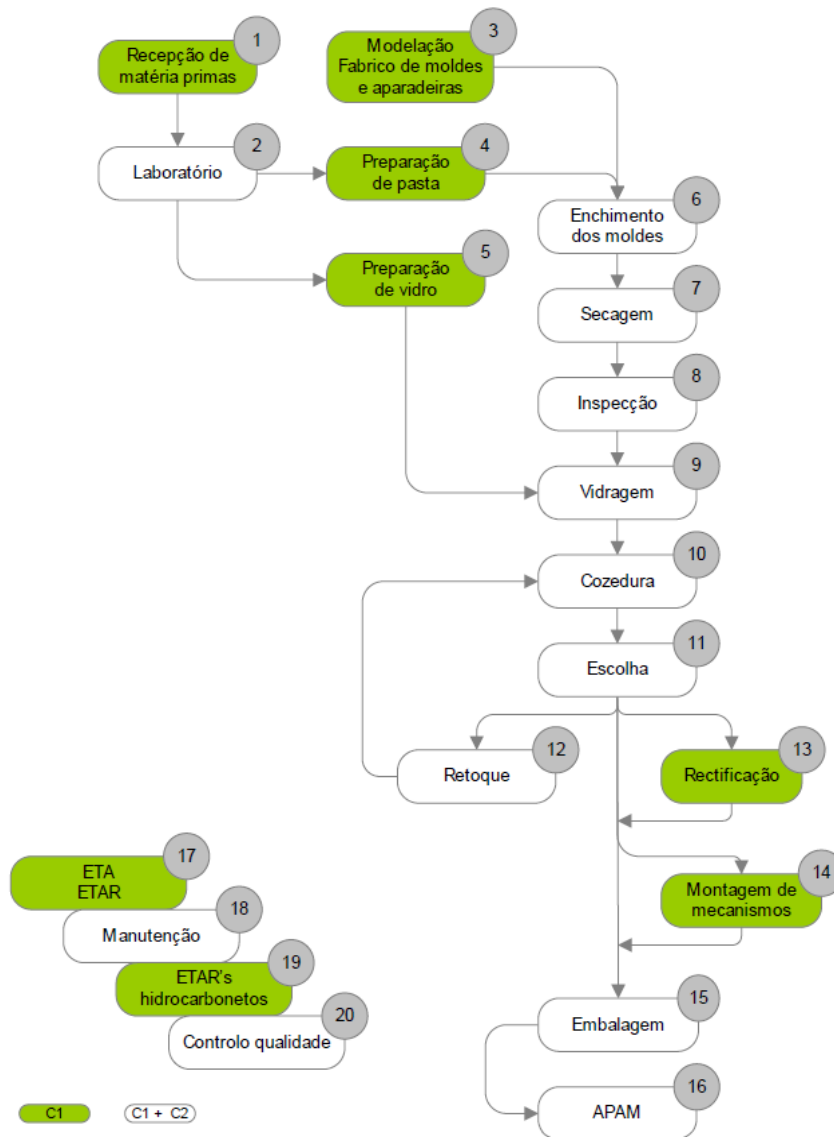 1
Recepção de
matéria primas
3
Modelação
Fabrico de moldes
e aparadeiras
2
Laboratório
4
Preparação
de pasta
6
Enchimento
dos moldes
5
Preparação
de vidro
7
Secagem
8
Inspecção
9
Vidragem
10
Cozedura
11
Escolha
12
Retoque
13
Rectificação
14
Montagem de
mecanismos
17
ETA
ETAR
18
Manutenção
19
ETAR's
hidrocarbonetos
20
Controlo qualidade
15
Embalagem
16
APAM
C1
C1 + C2